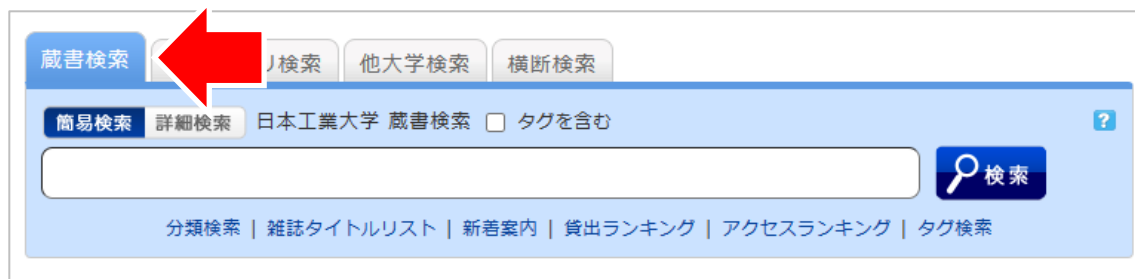 蔵書検索 リ検索 他大学検索 横断検索
簡易検索 詳細検索 日本工業大学 蔵書検索 タグを含む ?
検索
分類検索 | 雑誌タイトルリスト | 新着案内 | 貸出ランキング | アクセスランキング | タグ検索